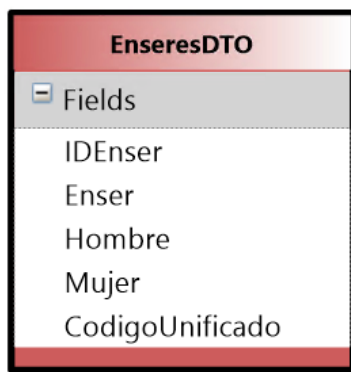 EnseresDTO
Fields
IDEnser
Enser
Hombre
Mujer
CodigoUnificado